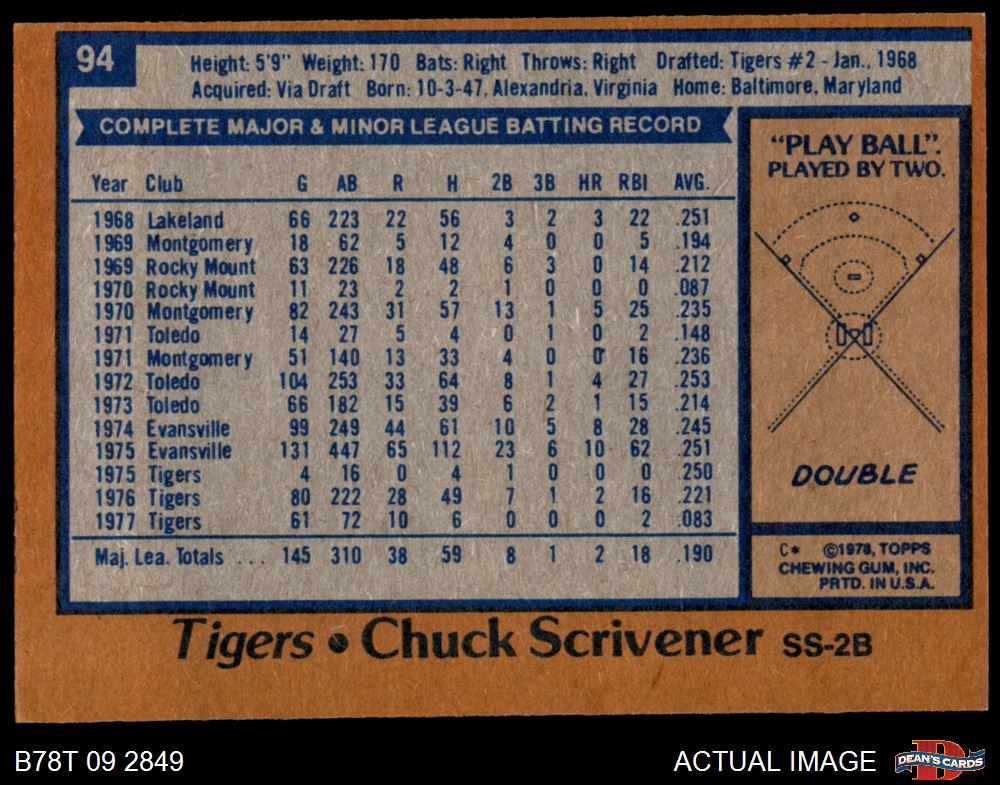 94
Height: 5'9" Weight: 170 Bats: Right Throws: Right Drafted: Tigers #2 - Jan., 1968
Acquired: Via Draft Born: 10-3-47, Alexandria, Virginia Home: Baltimore, Maryland
COMPLETE MAJOR & MINOR LEAGUE BATTING RECORD
Year Club G AB R H 2B 3B HR RBI AVG.
1968 Lakeland 66 223 22 56 3 2 3 22 .251
1969 Montgomery 18 62 5 12 4 0 0 5 .194
1969 Rocky Mount 63 226 18 48 6 3 0 14 .212
1970 Rocky Mount 11 23 2 2 1 0 0 0 .087
1970 Montgomery 82 243 31 57 13 1 5 25 .235
1971 Toledo 14 27 5 4 0 1 0 2 .148
1971 Montgomery 51 140 13 33 4 0 0 16 .236
1972 Toledo 104 253 33 64 8 1 4 27 .253
1973 Toledo 66 182 15 39 6 2 1 15 .214
1974 Evansville 99 249 44 61 10 5 8 28 .245
1975 Evansville 131 447 65 112 23 6 10 62 .251
1975 Tigers 4 16 0 4 1 0 0 0 .250
1976 Tigers 80 222 28 49 7 1 2 16 .221
1977 Tigers 61 72 10 6 0 0 0 2 .083
Maj. Lea. Totals ... 145 310 38 59 8 1 2 18 .190
"PLAY BALL".
PLAYED BY TWO.
DOUBLE
C* ©1978, TOPPS
CHEWING GUM, INC.
PRTD. IN U.S.A.
Tigers • Chuck Scrivener SS-2B
B78T 09 2849
ACTUAL IMAGE
D
DEAN'S CARDS